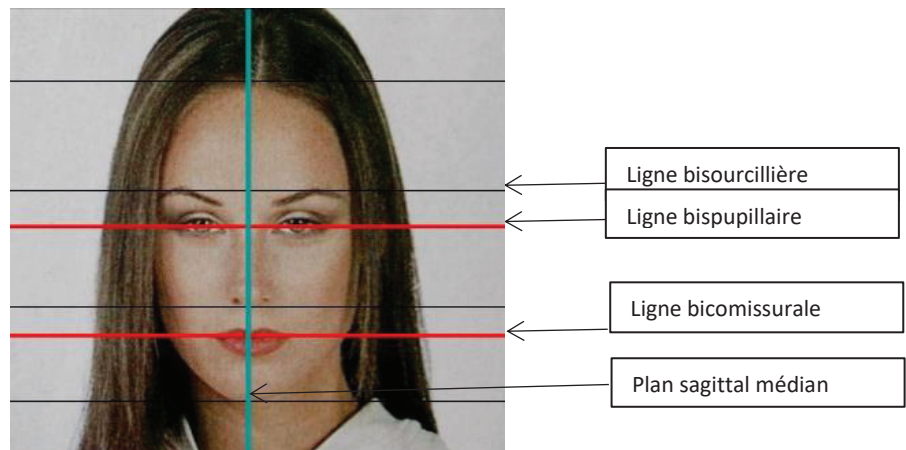 Ligne bisourcillière
Ligne bispupillaire
Ligne bicomissurale
Plan sagittal médian